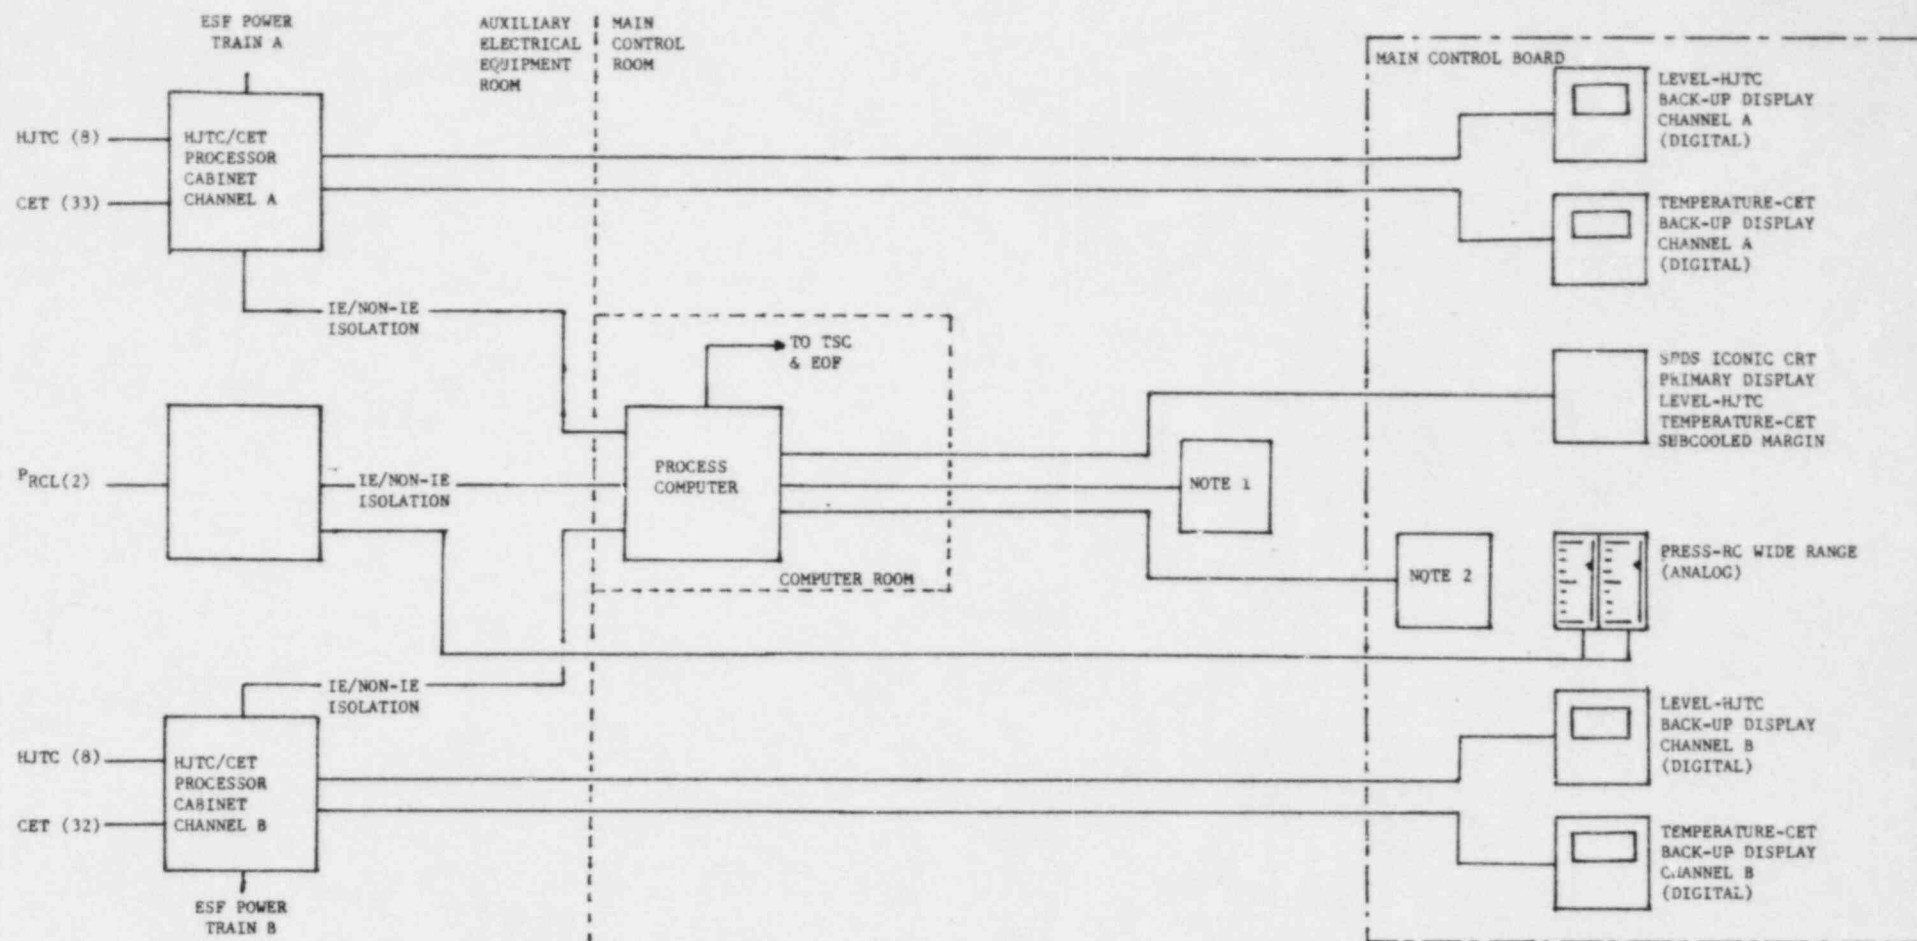 ESF POWER
TRAIN A
AUXILIARY
ELECTRICAL
EQUIPMENT
ROOM
MAIN
CONTROL
ROOM
MAIN CONTROL BOARD
HJTC (8)
CET (33)
HJTC/CET
PROCESSOR
CABINET
CHANNEL A
LEVEL-HJTC
BACK-UP DISPLAY
CHANNEL A
(DIGITAL)
TEMPERATURE-CET
BACK-UP DISPLAY
CHANNEL A
(DIGITAL)
IE/NON-IE
ISOLATION
TO TSC
& EOF
SPDS ICONIC CRT
PRIMARY DISPLAY
LEVEL-HJTC
TEMPERATURE-CET
SUBCOOLED MARGIN
PRCL(2)
IE/NON-IE
ISOLATION
PROCESS
COMPUTER
NOTE 1
COMPUTER ROOM
NOTE 2
PRESS-RC WIDE RANGE
(ANALOG)
IE/NON-IE
ISOLATION
HJTC (8)
CET (32)
HJTC/CET
PROCESSOR
CABINET
CHANNEL B
LEVEL-HJTC
BACK-UP DISPLAY
CHANNEL B
(DIGITAL)
TEMPERATURE-CET
BACK-UP DISPLAY
CHANNEL B
(DIGITAL)
ESF POWER
TRAIN B